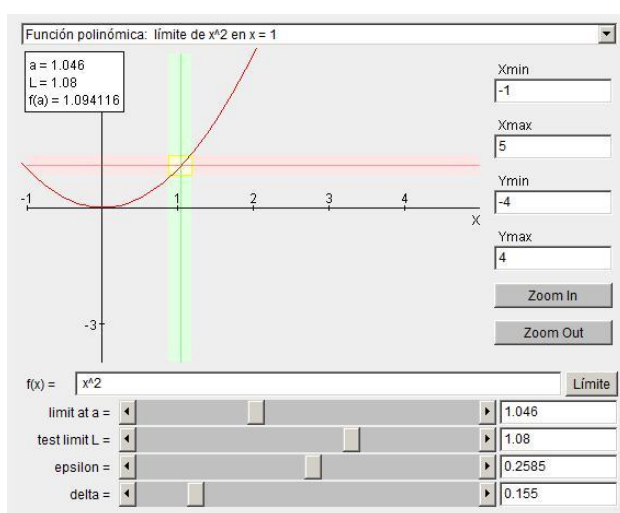 Función polinómica: límite de x^2 en x = 1
a = 1.046
L = 1.08
f(a) = 1.094116
-1 1 2 3 4
X
-3
Xmin
-1
Xmax
5
Ymin
-4
Ymax
4
Zoom In
Zoom Out
f(x) = x^2 Límite
limit at a = 1.046
test limit L = 1.08
epsilon = 0.2585
delta = 0.155